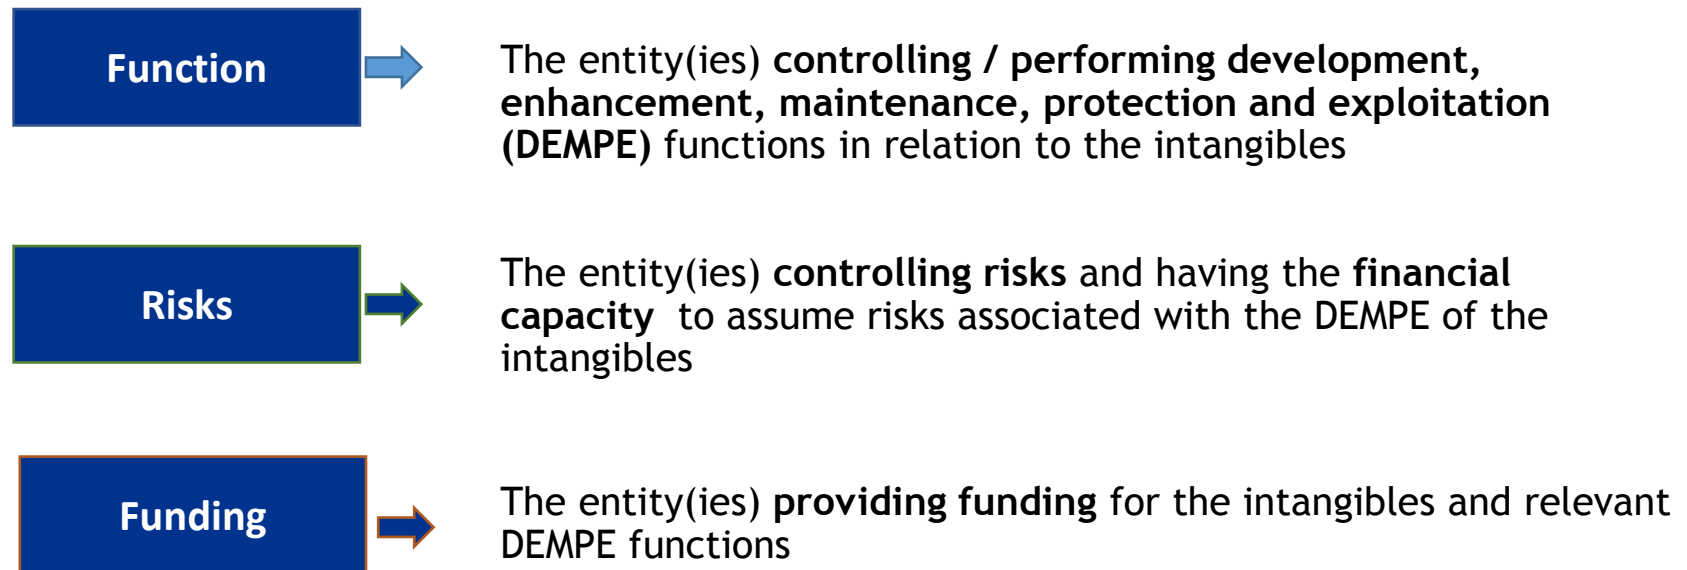 Function
The entity(ies) controlling / performing development,
enhancement, maintenance, protection and exploitation
(DEMPE) functions in relation to the intangibles
Risks
The entity(ies) controlling risks and having the financial
capacity to assume risks associated with the DEMPE of the
intangibles
Funding
The entity(ies) providing funding for the intangibles and relevant
DEMPE functions